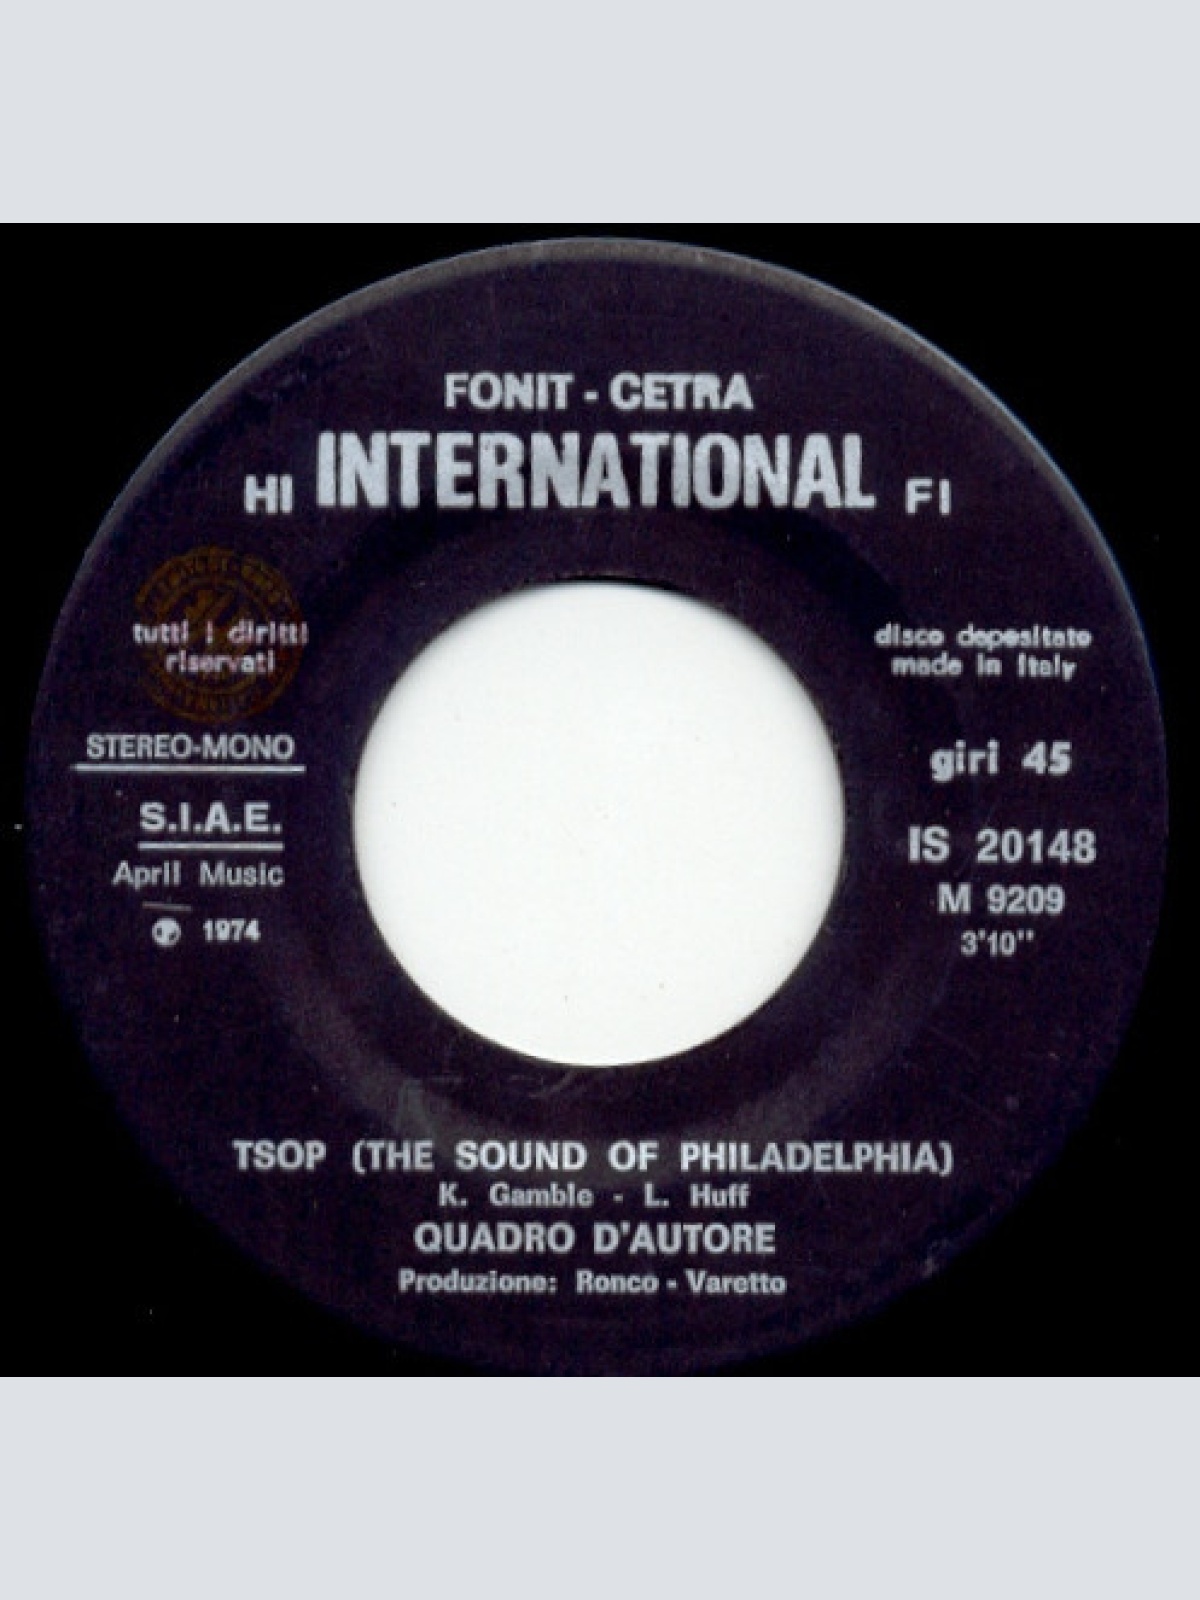 FONIT - CETRA
HI INTERNATIONAL FI
tutti i diritti
riservati
STEREO-MONO
S.I.A.E.
April Music
℗ 1974
disco depositato
made in Italy
giri 45
IS 20148
M 9209
3'10"
TSOP (THE SOUND OF PHILADELPHIA)
K. Gamble - L. Huff
QUADRO D'AUTORE
Produzione: Ronco - Varetto